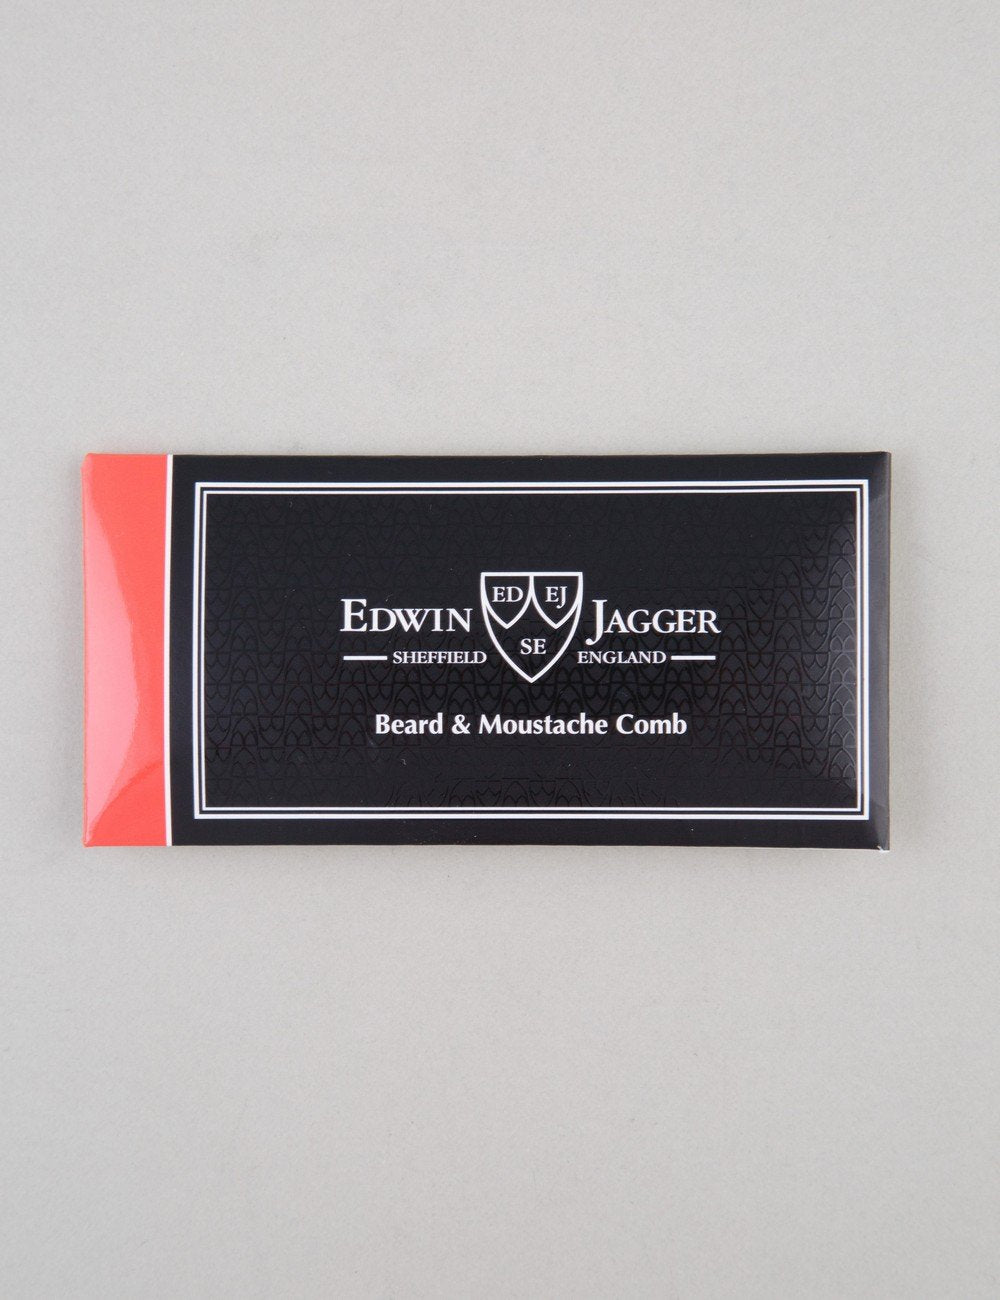 EDWIN ED EJ JAGGER
SHEFFIELD SE ENGLAND
Beard & Moustache Comb